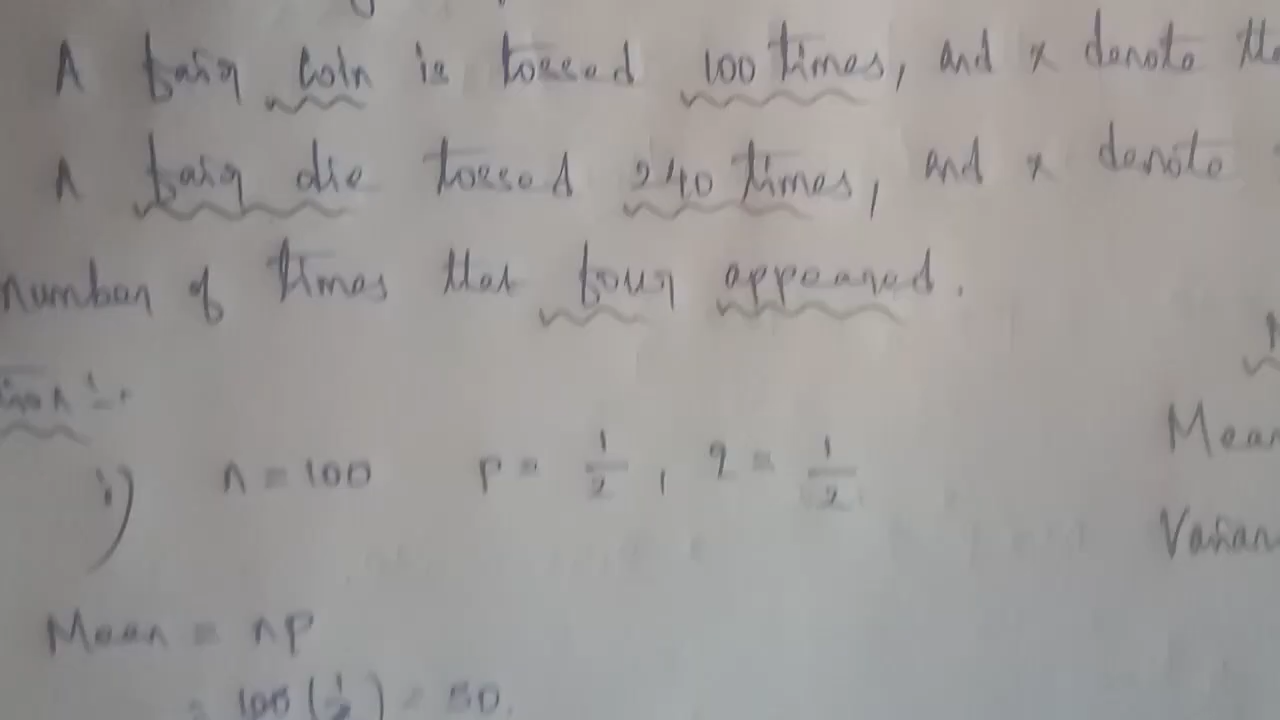 A fair coin is tossed 100 times, and x denote the
A fair die tossed 240 times, and x denote
number of times that four appeared.
i) n = 100 p = 1/2, q = 1/2
Mean
Varian
Mean = np
= 100 (1/2) = 50.